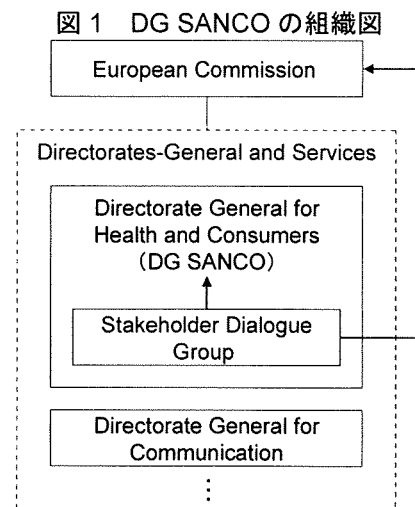 図 1 DG SANCO の組織図
European Commission
Directorates-General and Services
Directorate General for
Health and Consumers
（DG SANCO）
Stakeholder Dialogue
Group
Directorate General for
Communication
⋮